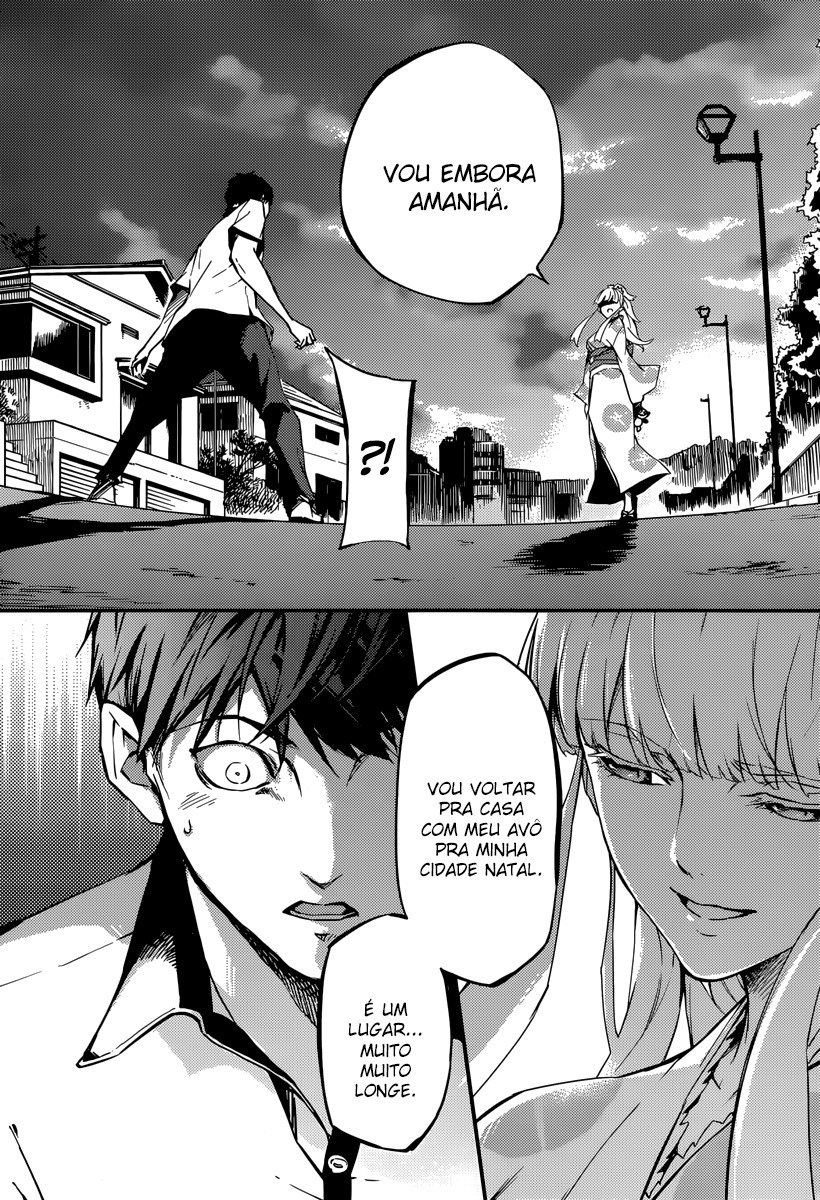 VOU EMBORA
AMANHÃ.
?!
VOU VOLTAR
PRA CASA
COM MEU AVÔ
PRA MINHA
CIDADE NATAL.
É UM
LUGAR...
MUITO
MUITO
LONGE.